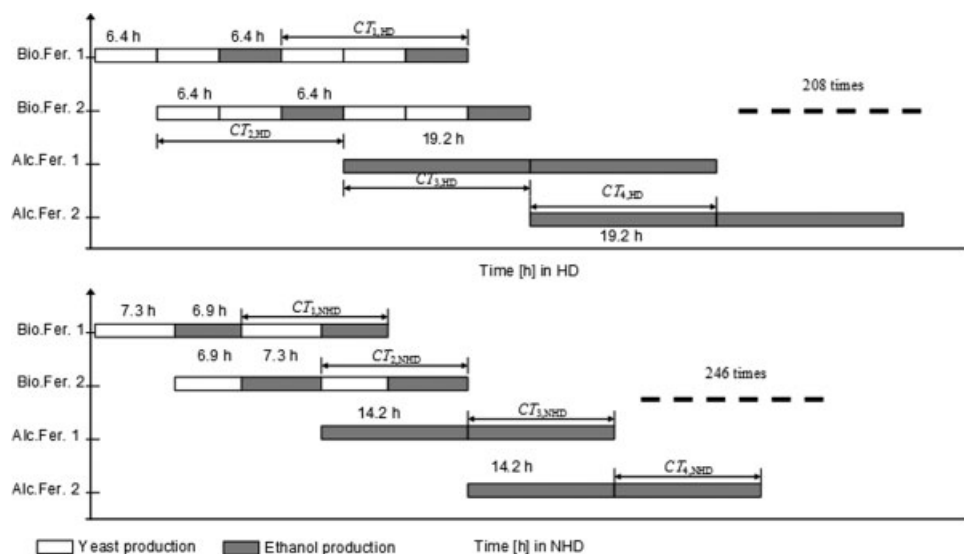 6.4 h 6.4 h CT1,HD
Bio.Fer. 1
6.4 h 6.4 h 208 times
Bio.Fer. 2
CT2,HD 19.2 h
Alc.Fer. 1
CT3,HD CT4,HD
Alc.Fer. 2
19.2 h
Time [h] in HD
7.3 h 6.9 h CT1,NHD
Bio.Fer. 1
6.9 h 7.3 h CT2,NHD
Bio.Fer. 2
246 times
14.2 h CT3,NHD
Alc.Fer. 1
14.2 h CT4,NHD
Alc.Fer. 2
Yeast production Ethanol production Time [h] in NHD